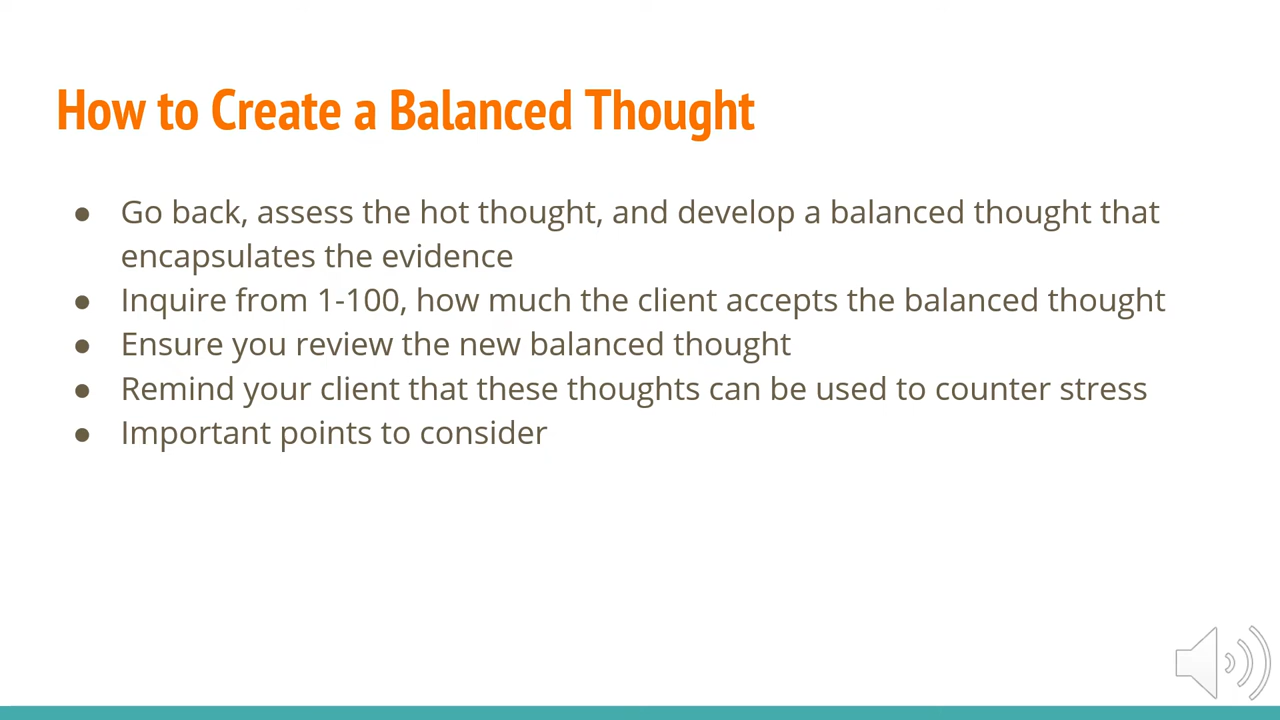 How to Create a Balanced Thought
● Go back, assess the hot thought, and develop a balanced thought that
encapsulates the evidence
● Inquire from 1-100, how much the client accepts the balanced thought
● Ensure you review the new balanced thought
● Remind your client that these thoughts can be used to counter stress
● Important points to consider